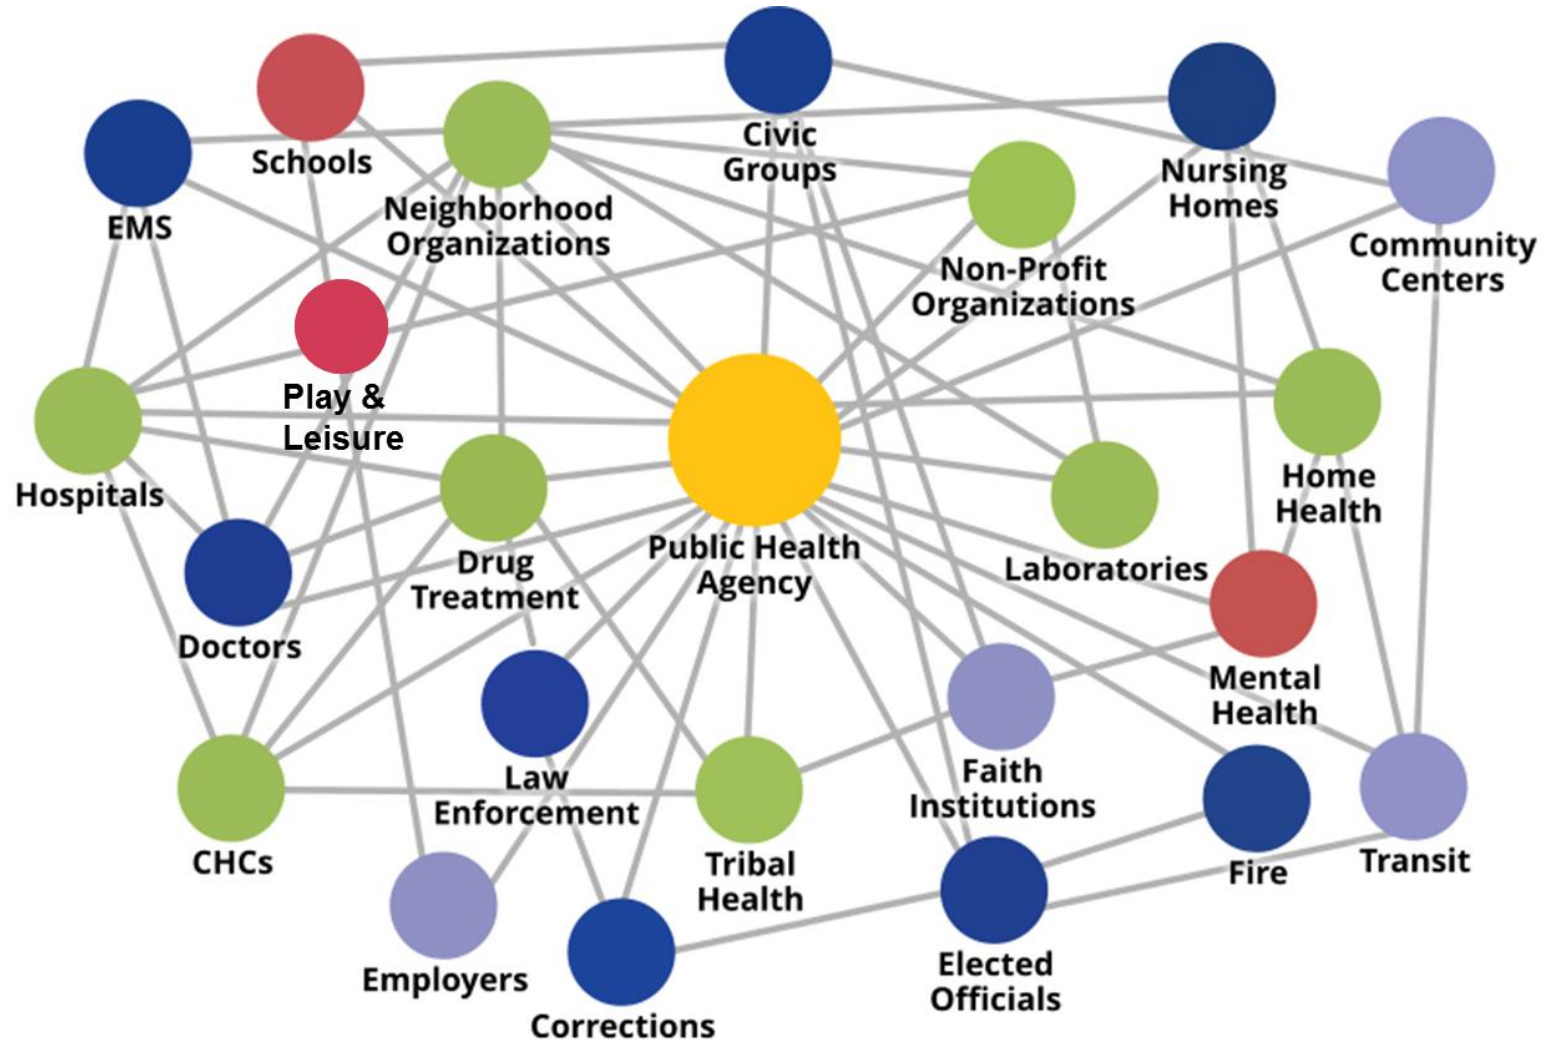 Schools
Civic
Groups
Nursing
Homes
EMS
Neighborhood
Organizations
Non-Profit
Organizations
Community
Centers
Play &
Leisure
Hospitals
Home
Health
Drug
Treatment
Public Health
Agency
Laboratories
Doctors
Mental
Health
Law
Enforcement
Faith
Institutions
CHCs
Tribal
Health
Fire
Transit
Employers
Elected
Officials
Corrections